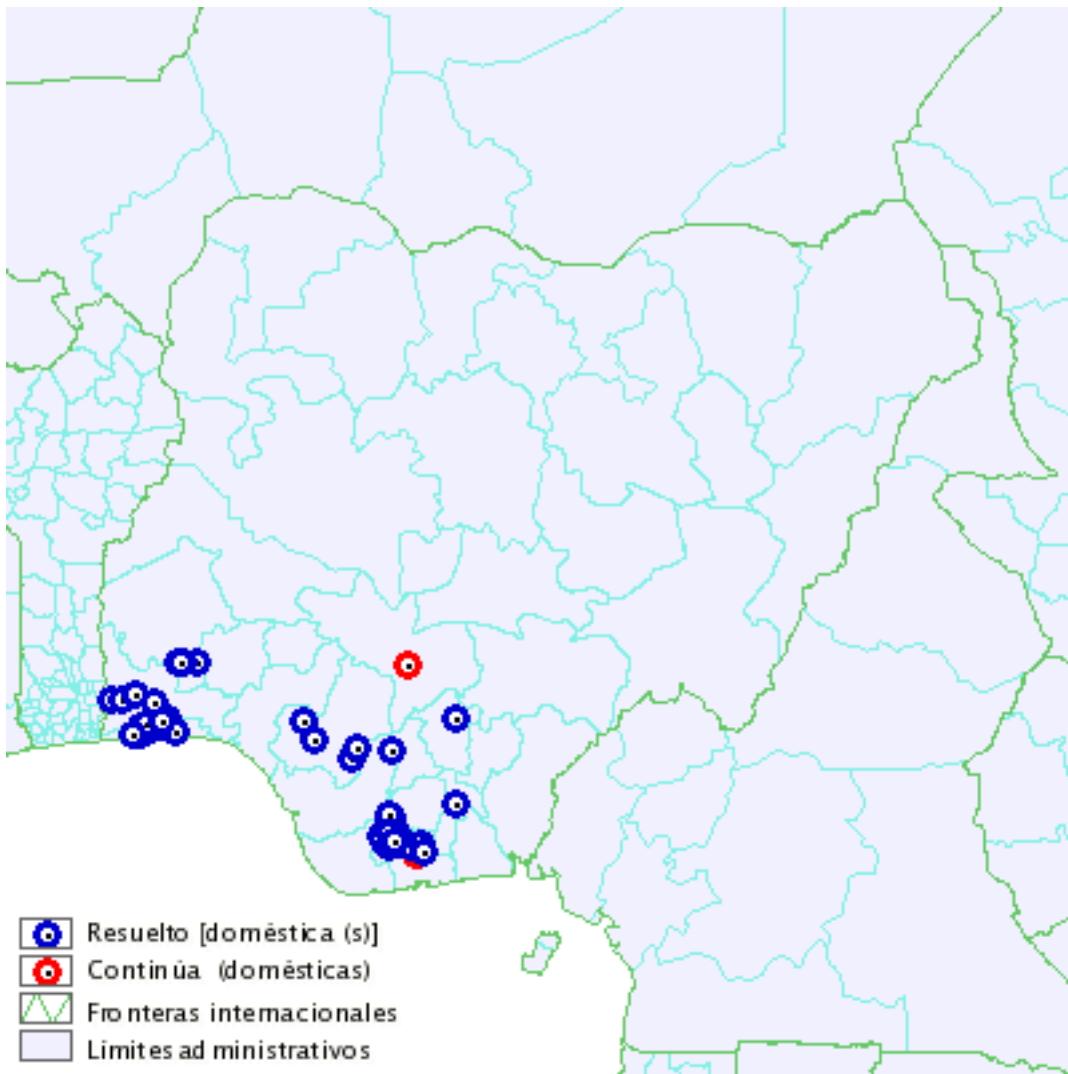 Resuelto [doméstica (s)]
Continúa (domésticas)
Fronteras internacionales
Límites administrativos